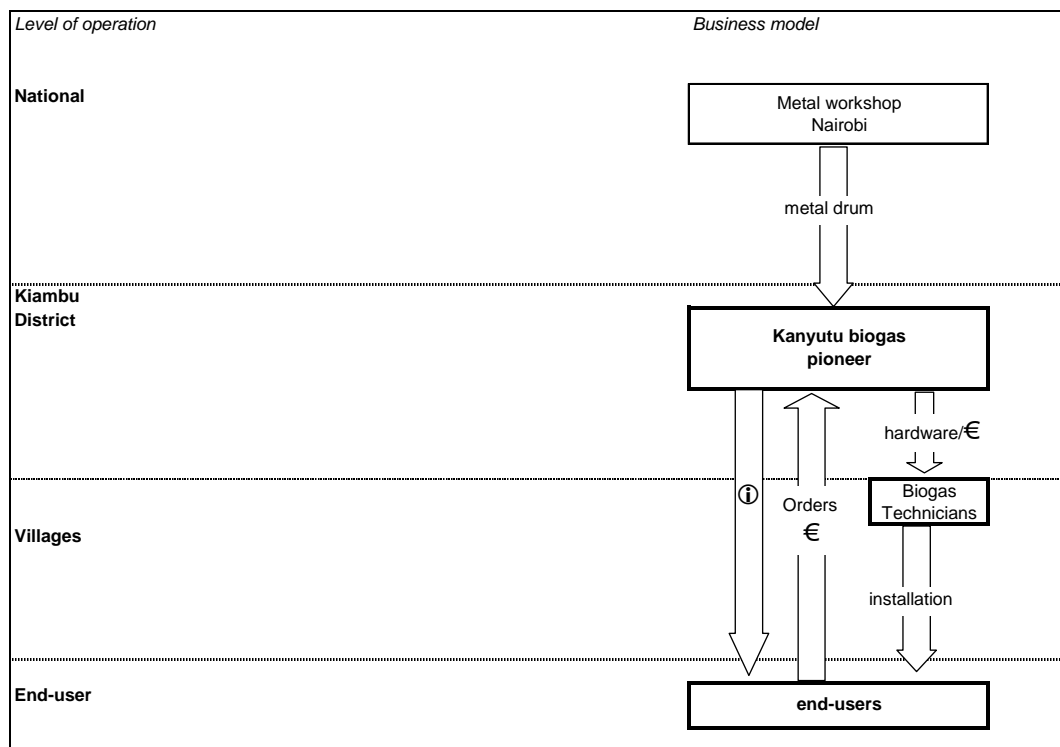 Level of operation
Business model
National
Metal workshop
Nairobi
metal drum
Kiambu
District
Kanyutu biogas
pioneer
hardware/€
ⓘ
Orders
€
Biogas
Technicians
Villages
installation
End-user
end-users